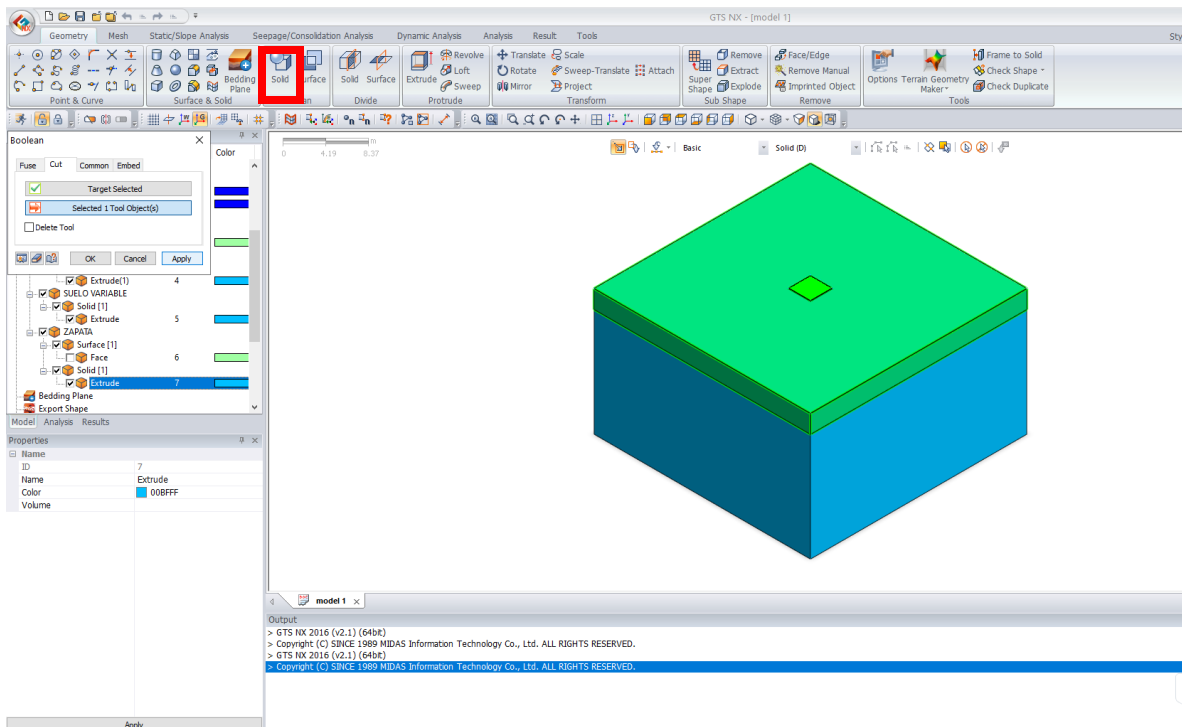 GTS NX - [model 1]
Geometry Mesh Static/Slope Analysis Seepage/Consolidation Analysis Dynamic Analysis Analysis Result Tools Sty
Revolve Translate Scale Remove Face/Edge Frame to Solid
Loft Rotate Sweep-Translate Attach Extract Remove Manual Check Shape
Bedding Plane Solid Surface Solid Surface Extrude Sweep Mirror Project Super Shape Explode Imprinted Object Options Terrain Geometry Maker Check Duplicate
Point & Curve Surface & Solid an Divide Protrude Transform Sub Shape Remove Tools
Boolean
Color
m
0 4.19 8.37
Basic Solid (D)
Fuse Cut Common Embed
Target Selected
Selected 1 Tool Object(s)
Delete Tool
OK Cancel Apply
Extrude(1) 4
SUELO VARIABLE
Solid [1]
Extrude 5
ZAPATA
Surface [1]
Face 6
Solid [1]
Extrude 7
Bedding Plane
Export Shape
Model Analysis Results
Properties
Name
ID 7
Name Extrude
Color 00BFFF
Volume
Apply
model 1
Output
> GTS NX 2016 (v2.1) (64bit)
> Copyright (C) SINCE 1989 MIDAS Information Technology Co., Ltd. ALL RIGHTS RESERVED.
> GTS NX 2016 (v2.1) (64bit)
> Copyright (C) SINCE 1989 MIDAS Information Technology Co., Ltd. ALL RIGHTS RESERVED.